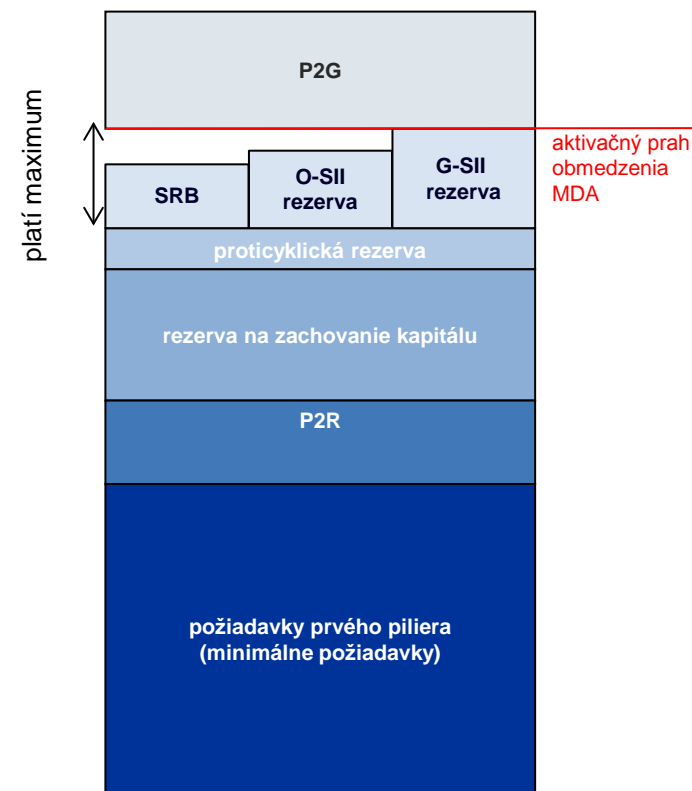 P2G
platí maximum
aktivačný prah
obmedzenia
MDA
SRB
O-SII
rezerva
G-SII
rezerva
proticyklická rezerva
rezerva na zachovanie kapitálu
P2R
požiadavky prvého piliera
(minimálne požiadavky)